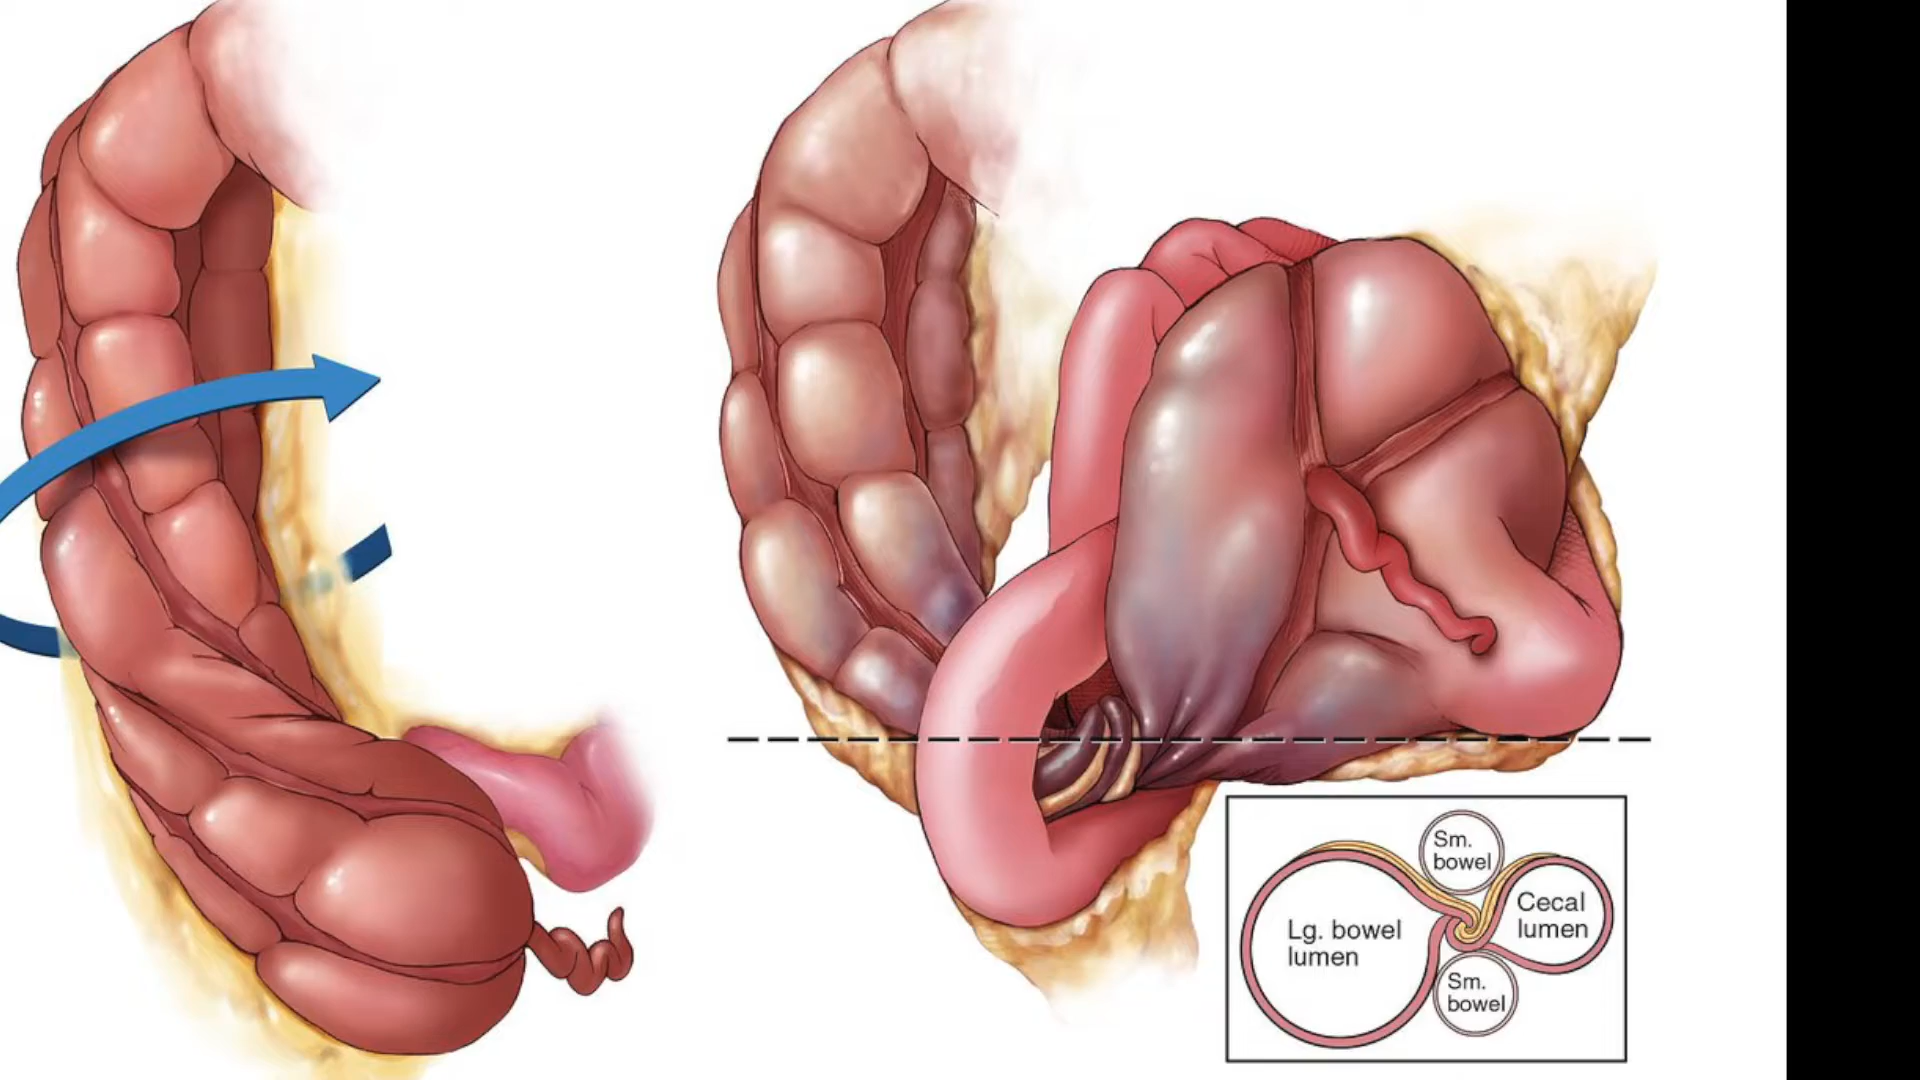 Sm.
bowel
Cecal
lumen
Lg. bowel
lumen
Sm.
bowel